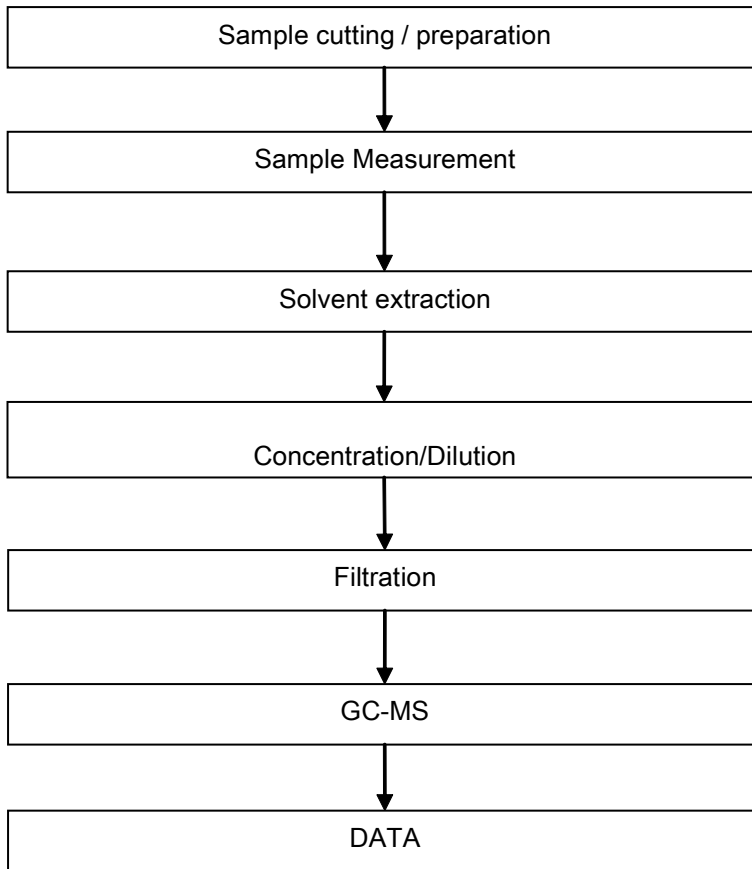 Sample cutting / preparation
Sample Measurement
Solvent extraction
Concentration/Dilution
Filtration
GC-MS
DATA